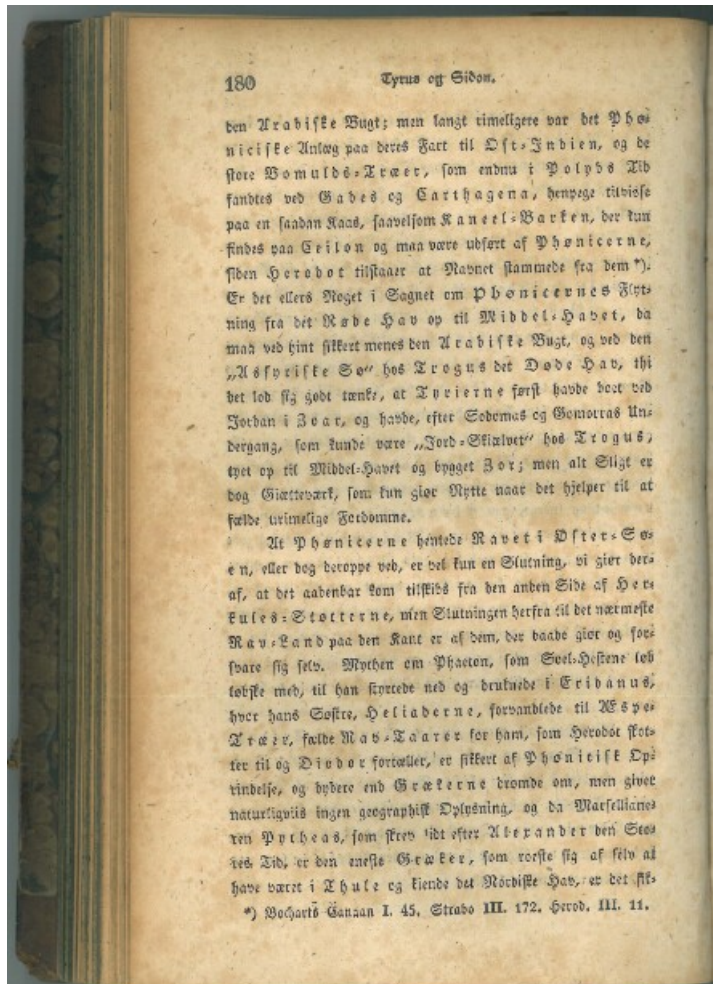 180
Tyrus og Sidon.
den Arabiske Bugt; men langt rimeligere var det Phø-
niciske Anlæg paa deres Fart til Ost-Indien, og de
store Bomulds-Træer, som endnu i Polybs Tid
fandtes ved Gades og Carthagena, henpege tilvisse
paa en saadan Kaas, saavelsom Kaneel-Barken, der kun
findes paa Ceilon og maa være udført af Phønicerne,
siden Herodot tilstaaer at Navnet stammede fra dem *).
Er det ellers Noget i Sagnet om Phønicernes Flyt-
ning fra det Røde Hav op til Middel-Havet, da
maa ved hint sikkert menes den Arabiske Bugt, og ved den
„Assyriske Sø“ hos Trogus det Døde Hav, thi
det lod sig godt tænke, at Tyrierne først havde boet ved
Jordan i Zoar, og havde, efter Sodomas og Gomorras Un-
dergang, som kunde være „Jord-Skiælvet“ hos Trogus,
tyet op til Middel-Havet og bygget Zor; men alt Sligt er
dog Giætteværk, som kun giør Nytte naar det hjelper til at
fælde urimelige Fordomme.
At Phønicerne hentede Ravet i Øster-Sø-
en, eller dog deroppe ved, er vel kun en Slutning, vi giør der-
af, at det aabenbar kom tilskibs fra den anden Side af Her-
kules-Støtterne, men Slutningen herfra til det nærmeste
Rav-Land paa den Kant er af dem, der baade giør og for-
svare sig selv. Mythen om Phaeton, som Soel-Hestene løb
løbske med, til han styrtede ned og druknede i Eridanus,
hvor hans Søstre, Heliaderne, forvandlede til Æspe-
Træer, fælde Rav-Taarer for ham, som Herodot skot-
ter til og Diodor fortæller, er sikkert af Phønicisk Op-
rindelse, og dybere end Grækerne drømde om, men giver
naturligviis ingen geographisk Oplysning, og da Marsellianer-
ren Pytheas, som skrev lidt efter Alexander den Sto-
res Tid, er den eneste Græker, som roeste sig af selv at
have været i Thule og kiende det Nordiske Hav, er det sik-
*) Bocharts Canaan I. 45. Strabo III. 172. Herod. III. 11.